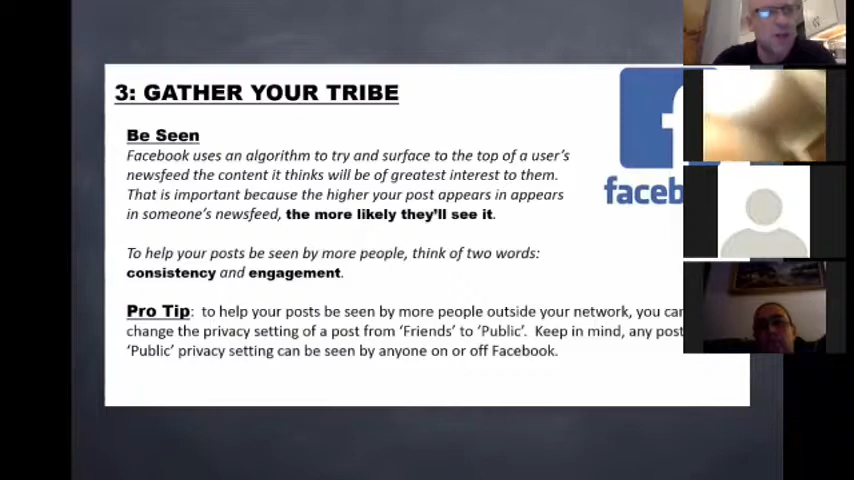 3: GATHER YOUR TRIBE
Be Seen
Facebook uses an algorithm to try and surface to the top of a user's
newsfeed the content it thinks will be of greatest interest to them.
That is important because the higher your post appears in appears
in someone's newsfeed, the more likely they'll see it.
To help your posts be seen by more people, think of two words:
consistency and engagement.
Pro Tip: to help your posts be seen by more people outside your network, you can
change the privacy setting of a post from 'Friends' to 'Public'. Keep in mind, any post
'Public' privacy setting can be seen by anyone on or off Facebook.
f
faceb